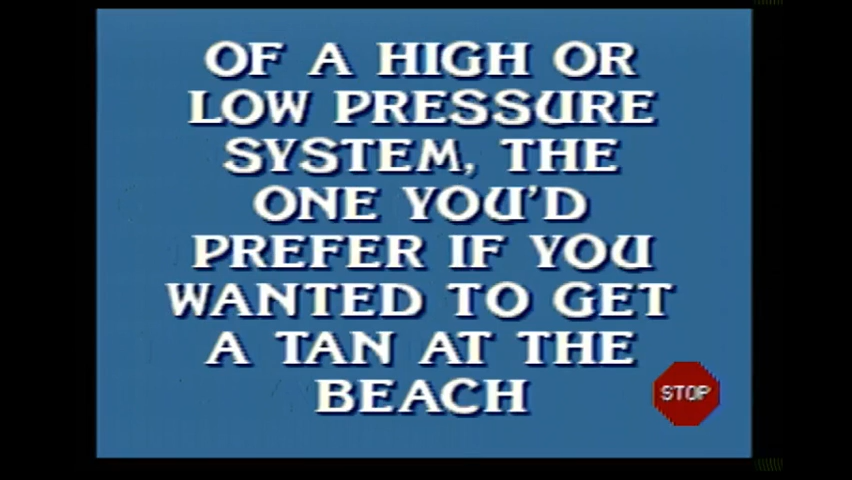 OF A HIGH OR
LOW PRESSURE
SYSTEM, THE
ONE YOU'D
PREFER IF YOU
WANTED TO GET
A TAN AT THE
BEACH
STOP